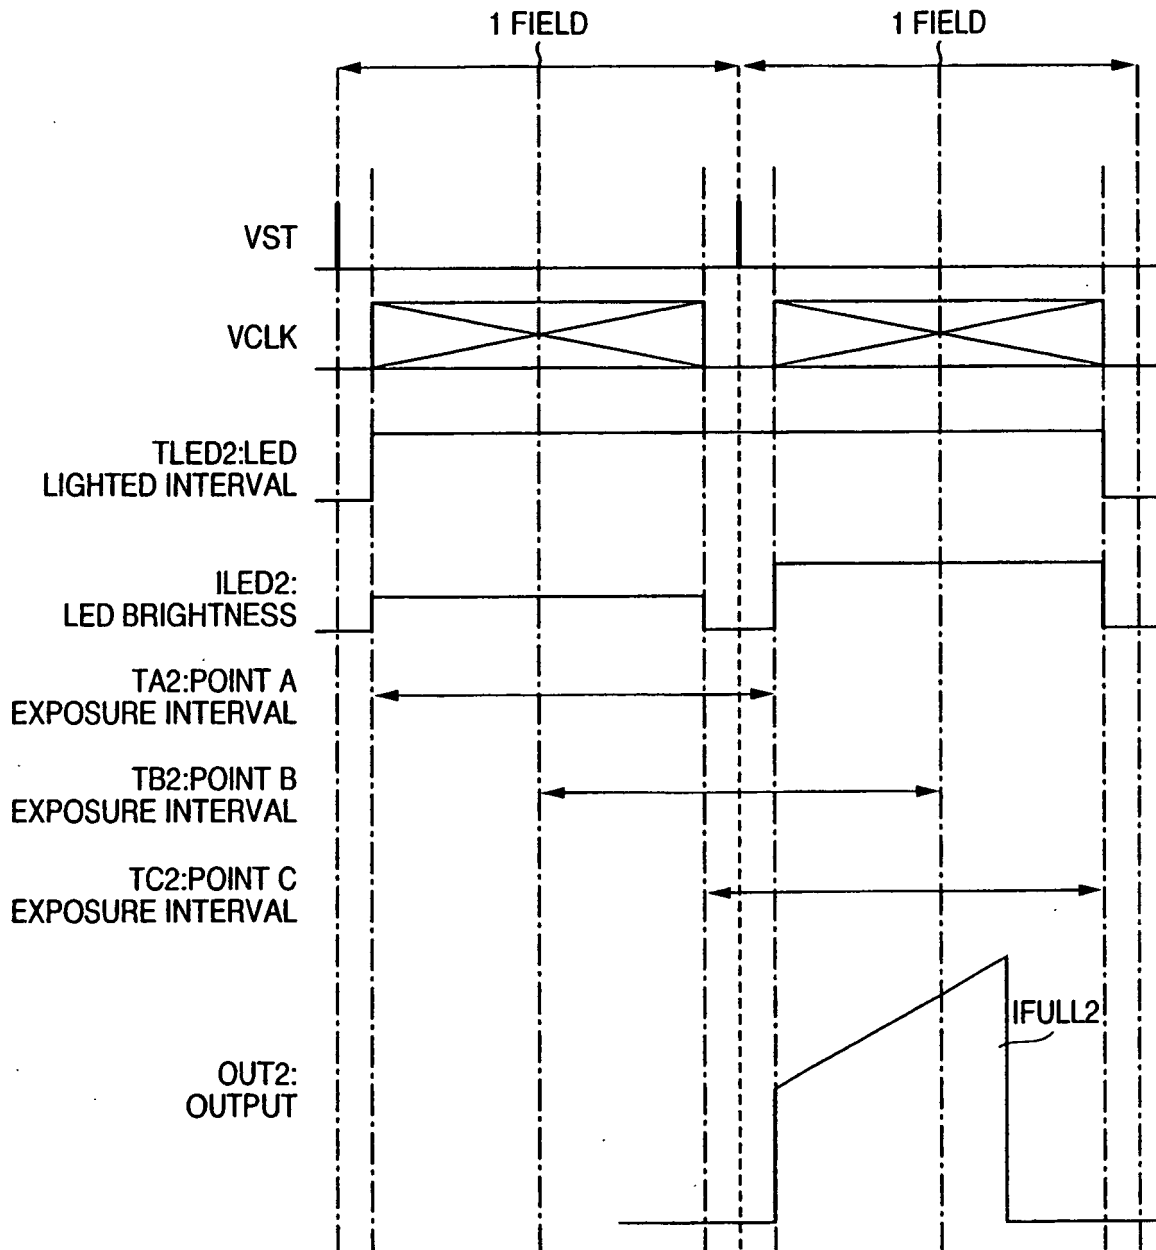 1 FIELD
1 FIELD
VST
VCLK
TLED2:LED
LIGHTED INTERVAL
ILED2:
LED BRIGHTNESS
TA2:POINT A
EXPOSURE INTERVAL
TB2:POINT B
EXPOSURE INTERVAL
TC2:POINT C
EXPOSURE INTERVAL
IFULL2
OUT2:
OUTPUT